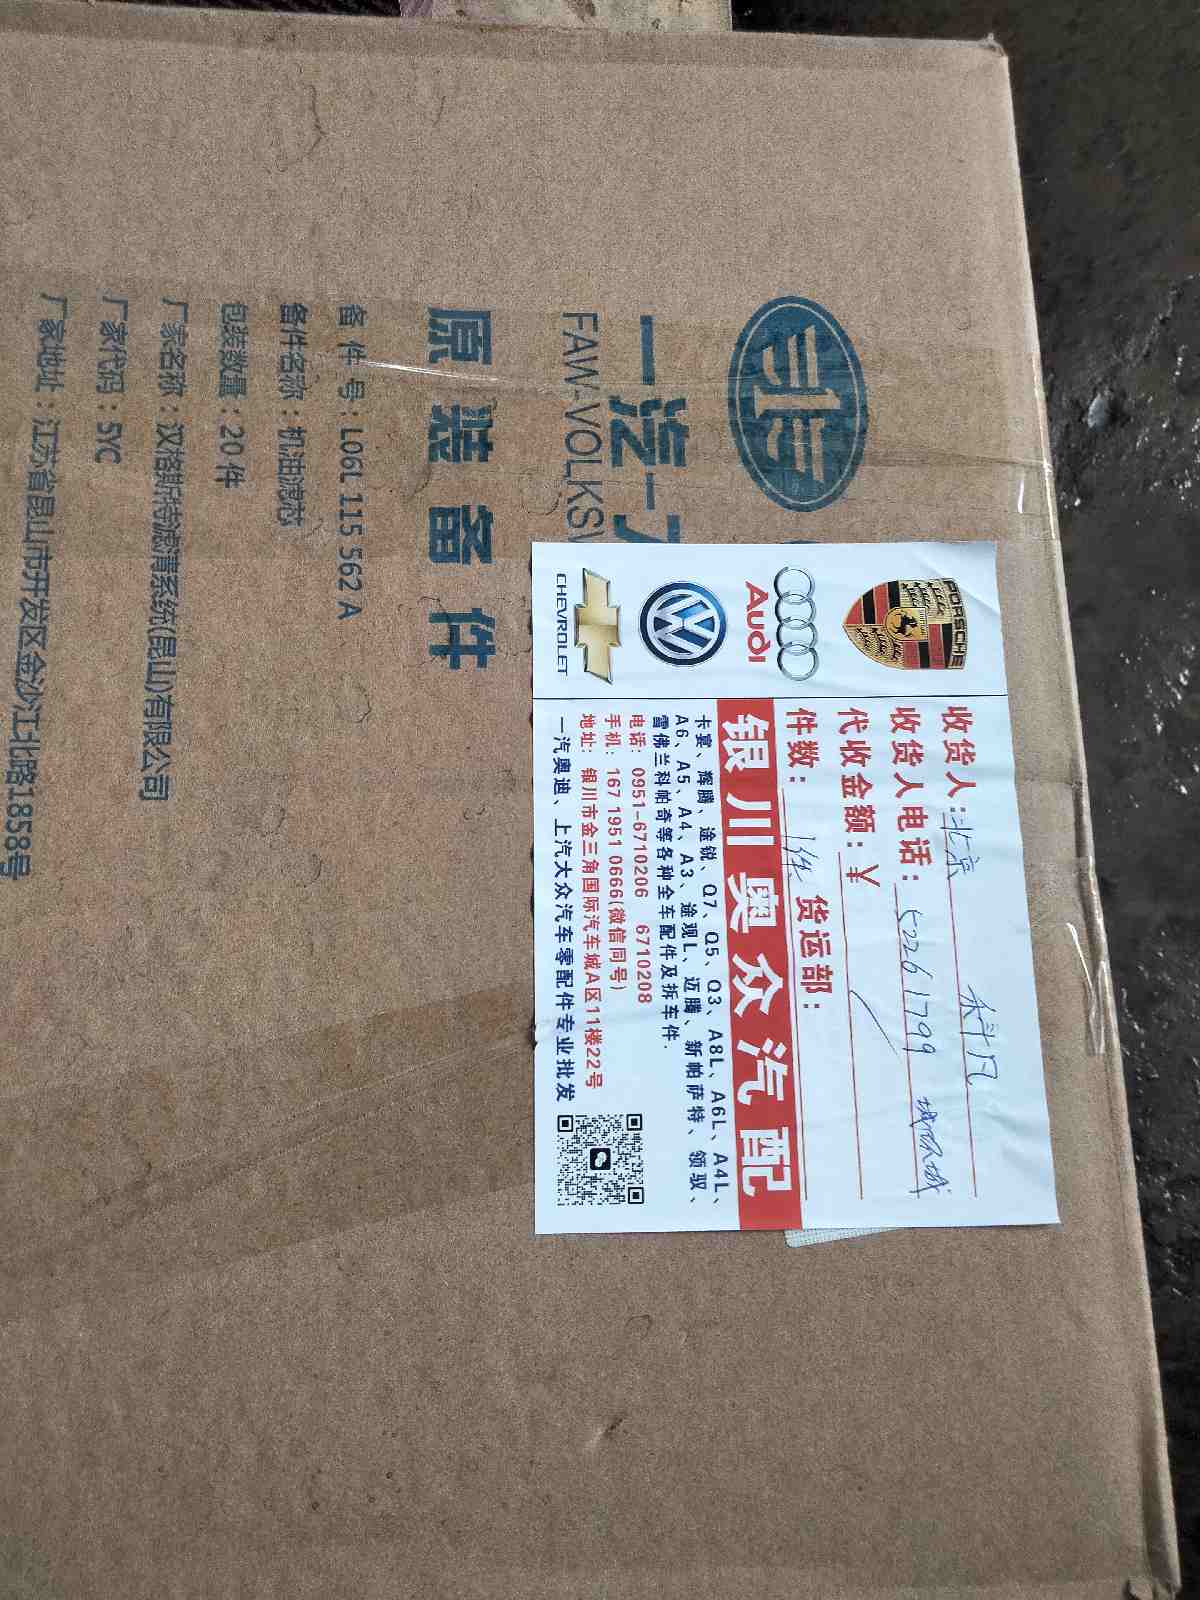 一汽-大
FAW-VOLKSW
原装备件
备 件 号: L06L 115 562 A
备件名称: 机油滤芯
包装数量: 20 件
厂家名称: 汉格斯特滤清系统(昆山)有限公司
厂家代码: 5YC
厂家地址: 江苏省昆山市开发区金沙江北路1858号
PORSCHE
Audi
CHEVROLET
收货人: 北京
收货人电话: 52261799
代收金额: ¥
件数: 1件 货运部:
银川奥众汽配
卡宴、辉腾、途锐、Q7、Q5、Q3、A8L、A6L、A4L、
A6、A5、A4、A3、途观L、迈腾、新帕萨特、领驭、
雪佛兰科帕奇等各种全车配件及拆车件.
电话: 0951-6710206 6710208
手机: 167 1951 0666(微信同号)
地址: 银川市金三角国际汽车城A区11楼22号
一汽奥迪、上汽大众汽车零配件专业批发